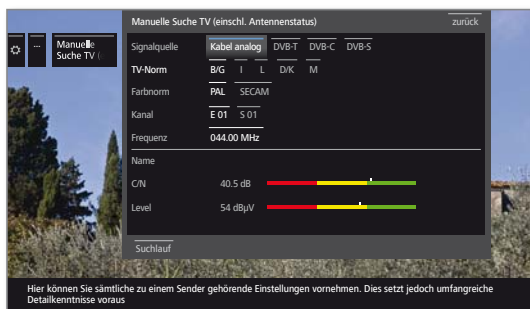 Manuelle Suche TV (einschl. Antennenstatus) zurück
... Manuelle
Suche TV (
Signalquelle Kabel analog DVB-T DVB-C DVB-S
TV-Norm B/G I L D/K M
Farbnorm PAL SECAM
Kanal E 01 S 01
Frequenz 044.00 MHz
Name
C/N 40.5 dB
Level 54 dBµV
Suchlauf
Hier können Sie sämtliche zu einem Sender gehörende Einstellungen vornehmen. Dies setzt jedoch umfangreiche
Detailkenntnisse voraus